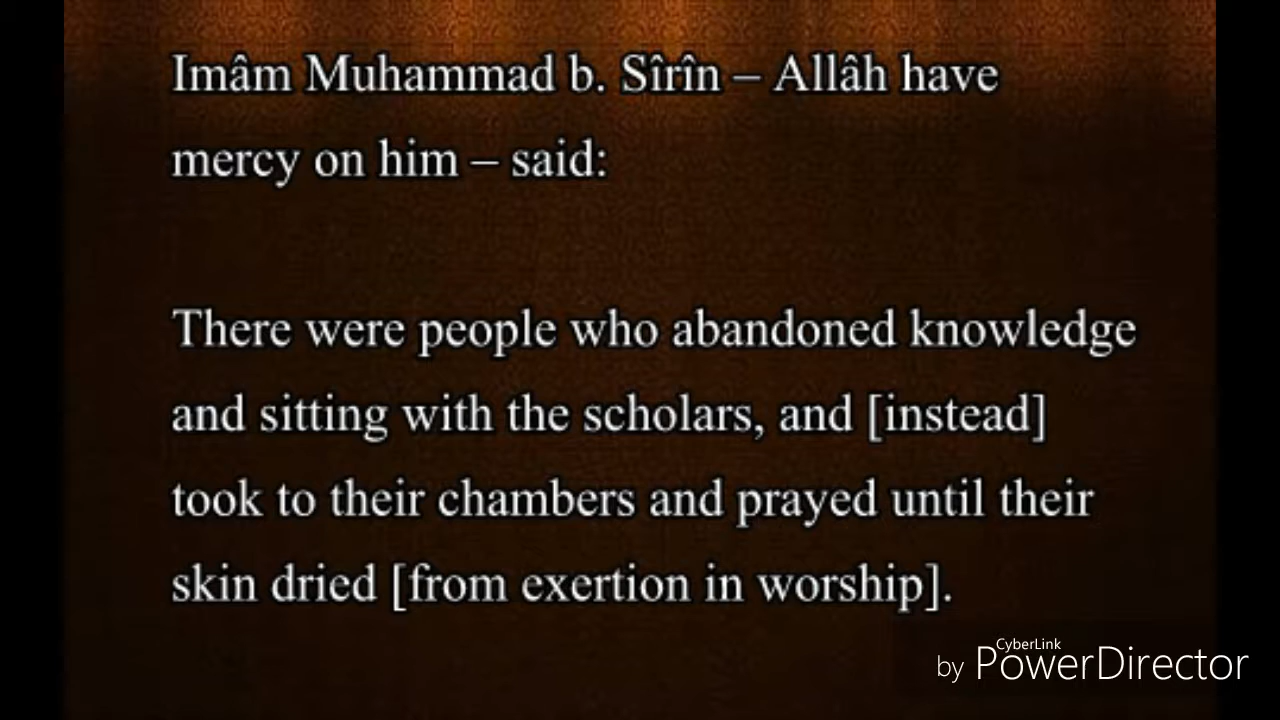 Imâm Muhammad b. Sîrîn – Allâh have
mercy on him – said:
There were people who abandoned knowledge
and sitting with the scholars, and [instead]
took to their chambers and prayed until their
skin dried [from exertion in worship].
CyberLink
by PowerDirector